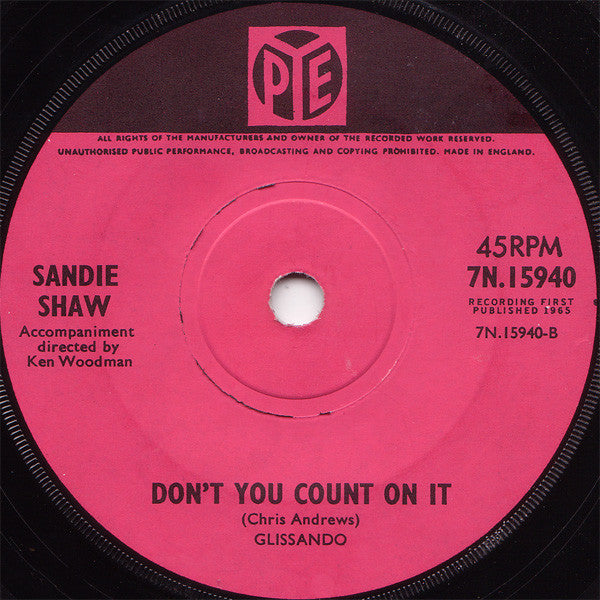 PYE
ALL RIGHTS OF THE MANUFACTURERS AND OWNER OF THE RECORDED WORK RESERVED.
UNAUTHORISED PUBLIC PERFORMANCE, BROADCASTING AND COPYING PROHIBITED. MADE IN ENGLAND.
SANDIE
SHAW
Accompaniment
directed by
Ken Woodman
45RPM
7N.15940
RECORDING FIRST
PUBLISHED 1965
7N.15940-B
DON'T YOU COUNT ON IT
(Chris Andrews)
GLISSANDO